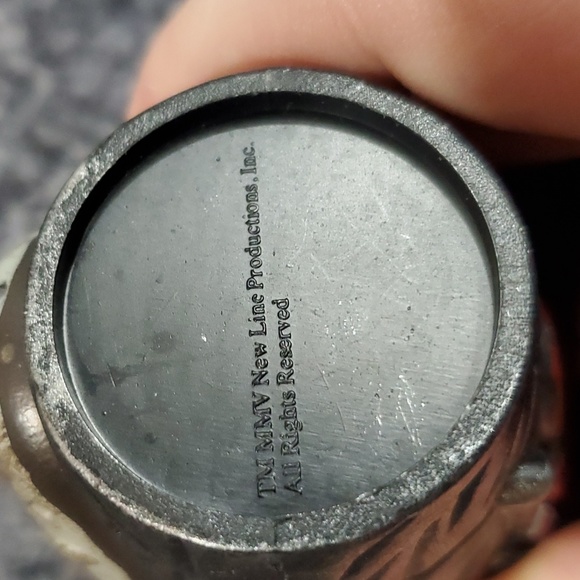 TM MMV New Line Productions, Inc.
All Rights Reserved